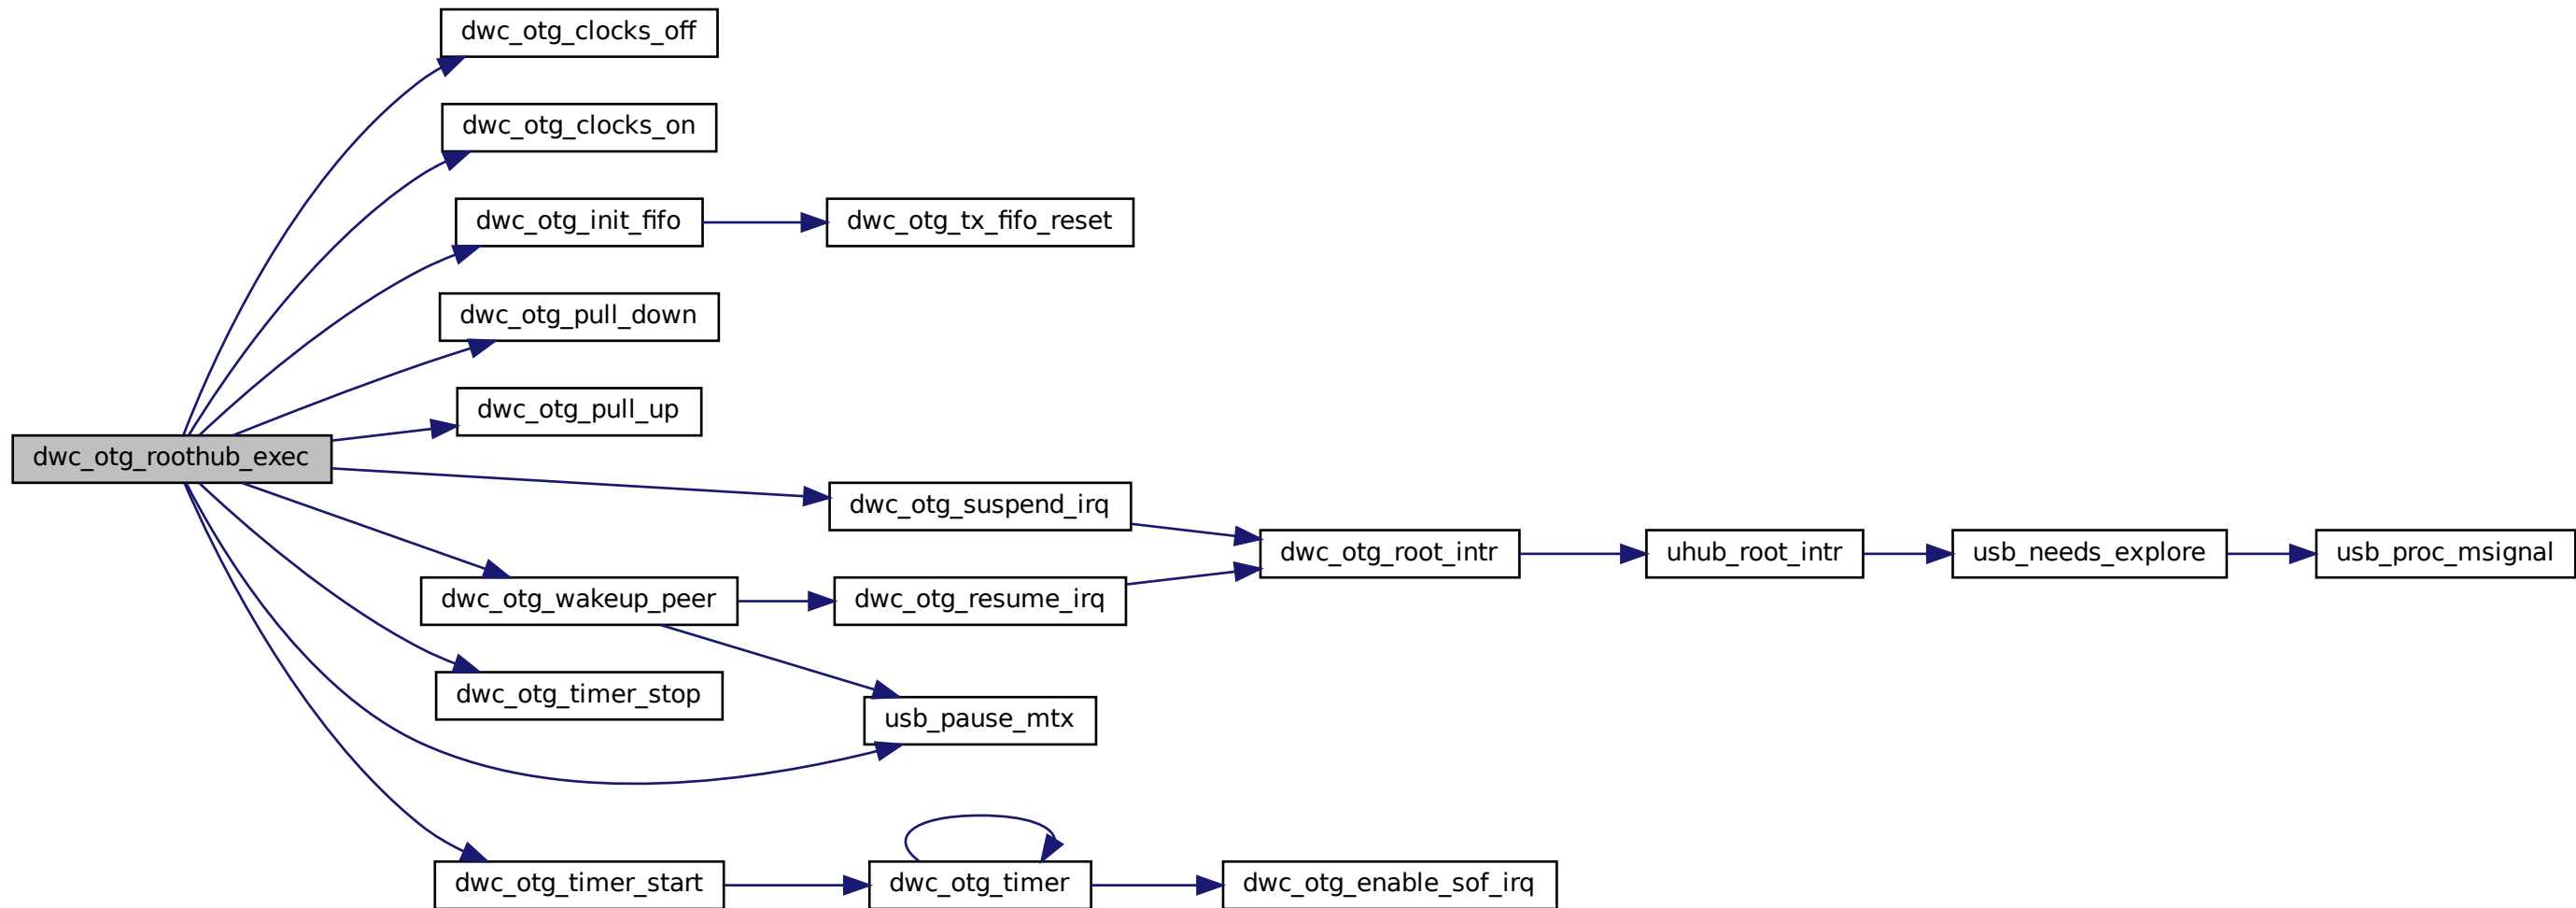 dwc_otg_clocks_off
dwc_otg_clocks_on
dwc_otg_init_fifo
dwc_otg_tx_fifo_reset
dwc_otg_pull_down
dwc_otg_pull_up
dwc_otg_roothub_exec
dwc_otg_suspend_irq
dwc_otg_root_intr
uhub_root_intr
usb_needs_explore
usb_proc_msignal
dwc_otg_wakeup_peer
dwc_otg_resume_irq
dwc_otg_timer_stop
usb_pause_mtx
dwc_otg_timer_start
dwc_otg_timer
dwc_otg_enable_sof_irq